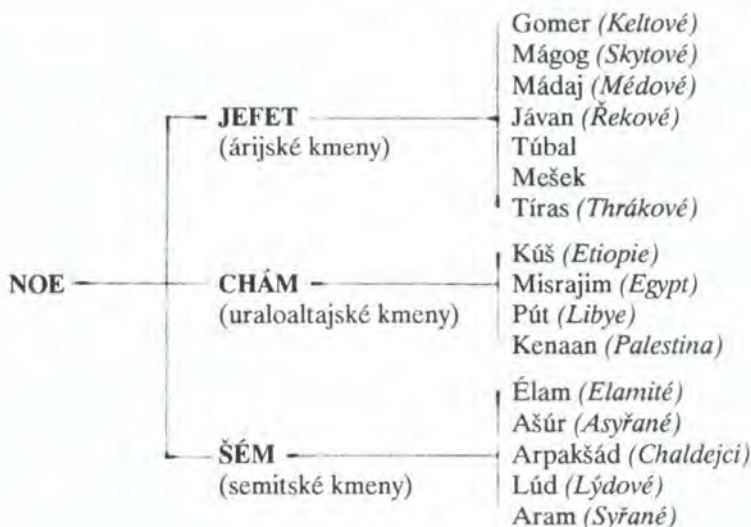 Gomer (Keltové)
Mágog (Skytové)
Mádaj (Médové)
JEFET
(árijské kmeny)
Jávan (Řekové)
Túbal
Mešek
Tíras (Thrákové)
NOE
CHÁM
(uraloaltajské kmeny)
Kúš (Etiopie)
Misrajim (Egypt)
Pút (Libye)
Kenaan (Palestina)
ŠÉM
(semitské kmeny)
Élam (Elamité)
Ašúr (Asyřané)
Arpakšád (Chaldejci)
Lúd (Lýdové)
Aram (Syřané)